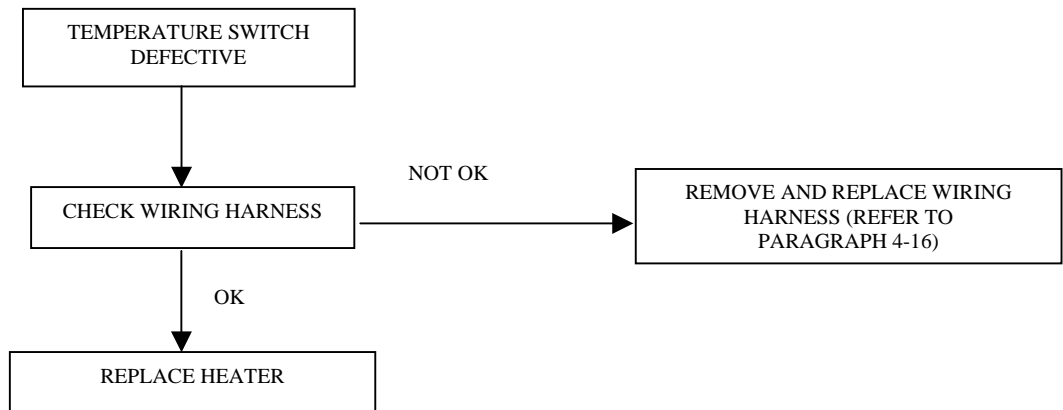 TEMPERATURE SWITCH
DEFECTIVE
NOT OK
CHECK WIRING HARNESS
REMOVE AND REPLACE WIRING
HARNESS (REFER TO
PARAGRAPH 4-16)
OK
REPLACE HEATER